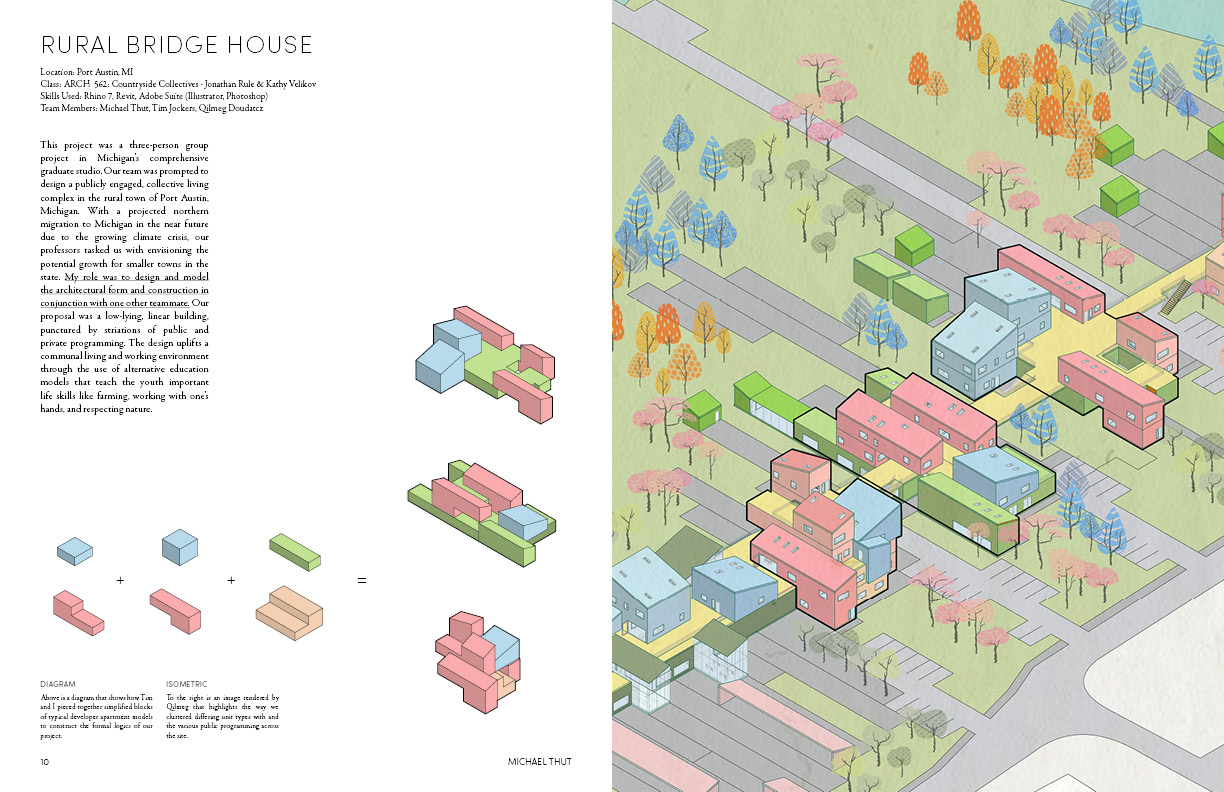 RURAL BRIDGE HOUSE
Location: Port Austin, MI
Class: ARCH 562: Countryside Collectives - Jonathan Rule & Kathy Velikov
Skills Used: Rhino 7, Revit, Adobe Suite (Illustrator, Photoshop)
Team Members: Michael Thut, Tim Jockers, Qilmeg Doudatcz
This project was a three-person group
project in Michigan's comprehensive
graduate studio. Our team was prompted to
design a publicly engaged, collective living
complex in the rural town of Port Austin,
Michigan. With a projected northern
migration to Michigan in the near future
due to the growing climate crisis, our
professors tasked us with envisioning the
potential growth for smaller towns in the
state. My role was to design and model
the architectural form and construction in
conjunction with one other teammate. Our
proposal was a low-lying, linear building,
punctured by striations of public and
private programming. The design uplifts a
communal living and working environment
through the use of alternative education
models that teach the youth important
life skills like farming, working with one's
hands, and respecting nature.
+
+
=
DIAGRAM
Above is a diagram that shows how Tim
and I pieced together simplified blocks
of typical developer apartment models
to construct the formal logics of our
project.
ISOMETRIC
To the right is an image rendered by
Qilmeg that highlights the way we
clustered differing unit types with and
the various public programming across
the site.
10
MICHAEL THUT